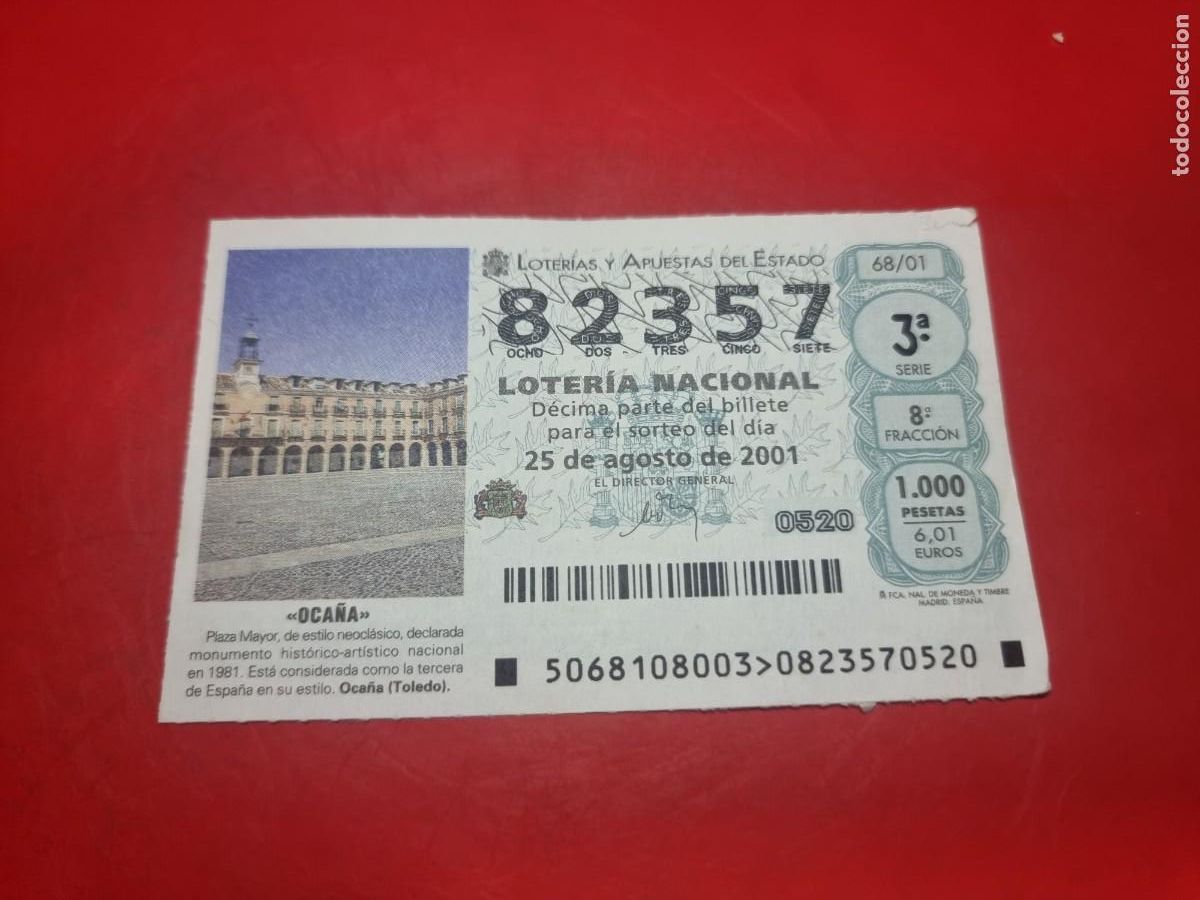 todocoleccion
LOTERÍAS Y APUESTAS DEL ESTADO
82357
OCHO DOS TRES CINCO SIETE
LOTERÍA NACIONAL
Décima parte del billete
para el sorteo del día
25 de agosto de 2001
EL DIRECTOR GENERAL
0520
68/01
3ª
SERIE
8ª
FRACCIÓN
1.000
PESETAS
6,01
EUROS
FCA. NAL. DE MONEDA Y TIMBRE
MADRID. ESPAÑA
5068108003>0823570520
«OCAÑA»
Plaza Mayor, de estilo neoclásico, declarada
monumento histórico-artístico nacional
en 1981. Está considerada como la tercera
de España en su estilo. Ocaña (Toledo).